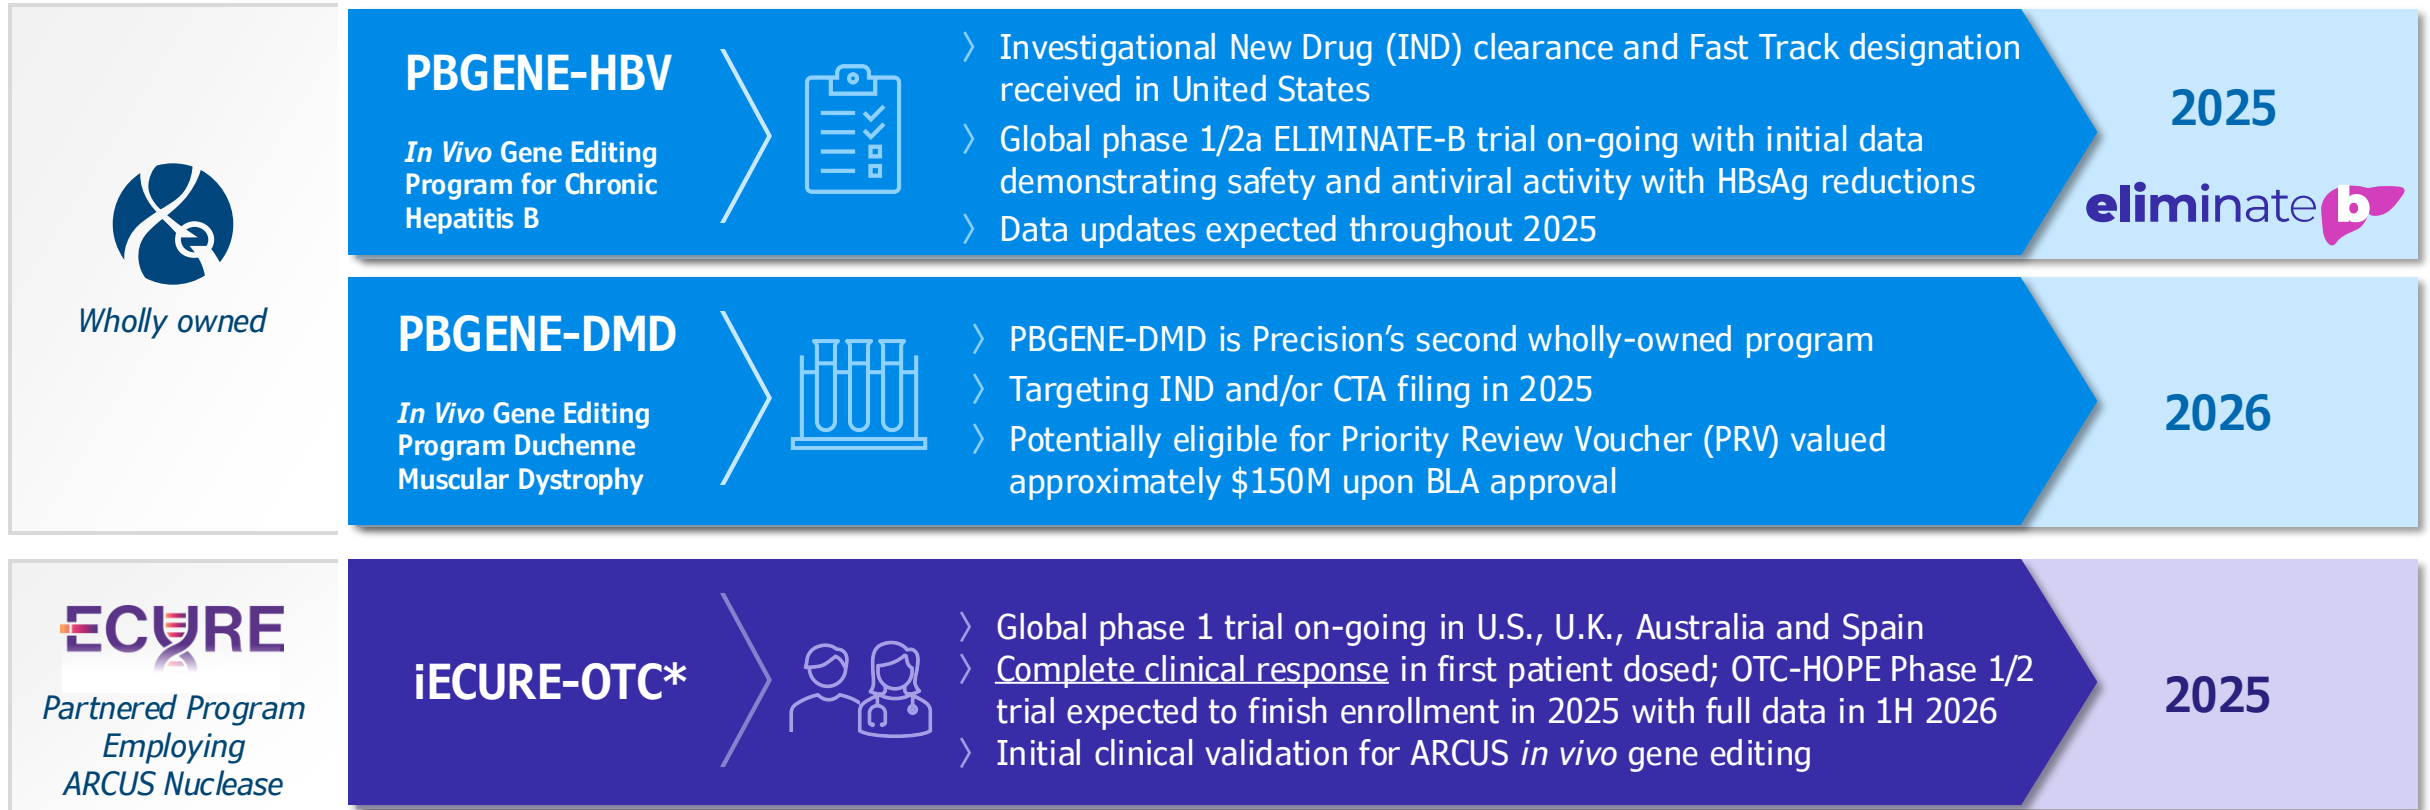 PBGENE-HBV
In Vivo Gene Editing
Program for Chronic
Hepatitis B
〉 Investigational New Drug (IND) clearance and Fast Track designation
received in United States
〉 Global phase 1/2a ELIMINATE-B trial on-going with initial data
demonstrating safety and antiviral activity with HBsAg reductions
〉 Data updates expected throughout 2025
2025
eliminate b
Wholly owned
PBGENE-DMD
In Vivo Gene Editing
Program Duchenne
Muscular Dystrophy
〉 PBGENE-DMD is Precision’s second wholly-owned program
〉 Targeting IND and/or CTA filing in 2025
〉 Potentially eligible for Priority Review Voucher (PRV) valued
approximately $150M upon BLA approval
2026
ECURE
Partnered Program
Employing
ARCUS Nuclease
iECURE-OTC*
〉 Global phase 1 trial on-going in U.S., U.K., Australia and Spain
〉 Complete clinical response in first patient dosed; OTC-HOPE Phase 1/2
trial expected to finish enrollment in 2025 with full data in 1H 2026
〉 Initial clinical validation for ARCUS in vivo gene editing
2025